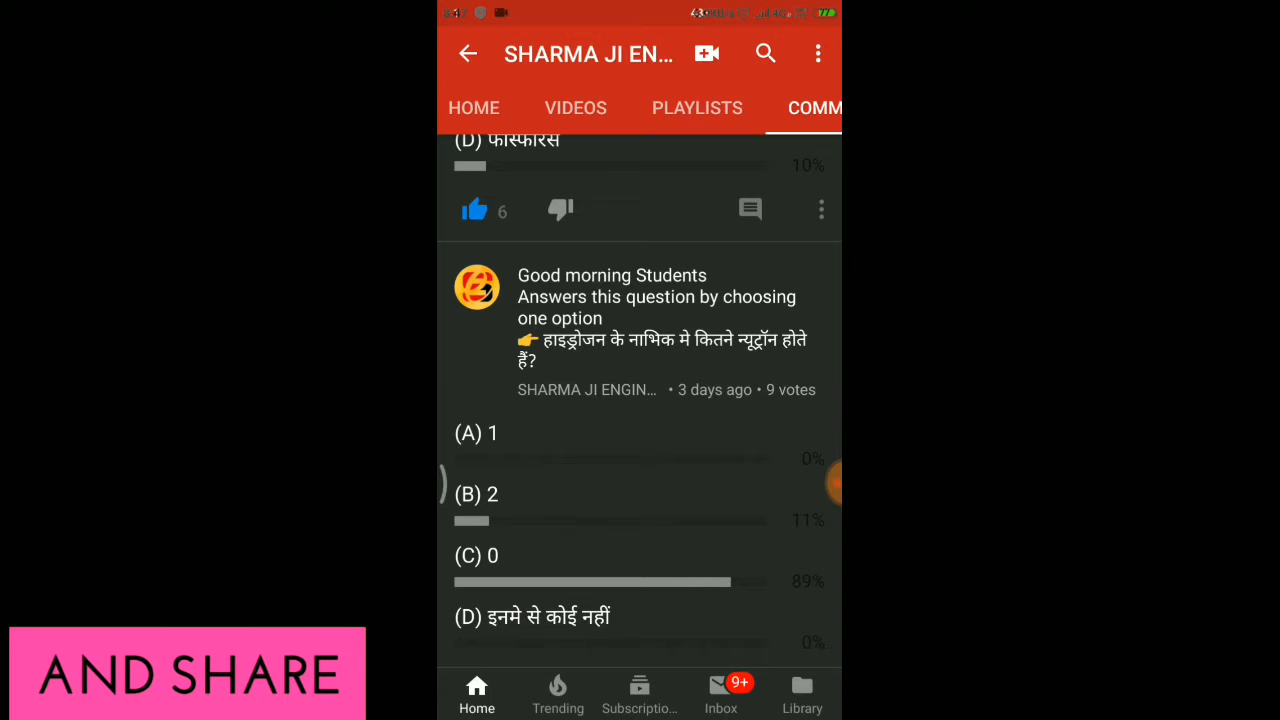 SHARMA JI EN...
HOME VIDEOS PLAYLISTS COMM
(D) फास्फोरस
10%
6
Good morning Students
Answers this question by choosing
one option
👉 हाइड्रोजन के नाभिक मे कितने न्यूट्रॉन होते
हैं?
SHARMA JI ENGIN... • 3 days ago • 9 votes
(A) 1
0%
(B) 2
11%
(C) 0
89%
(D) इनमे से कोई नहीं
0%
9+
Home Trending Subscriptio... Inbox Library
AND SHARE